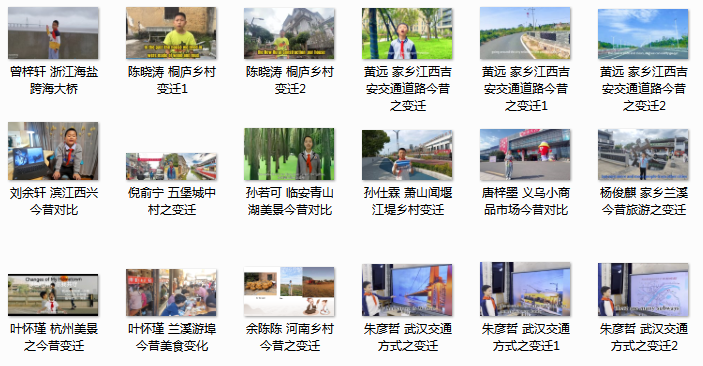 曾梓轩 浙江海盐
跨海大桥
陈晓涛 桐庐乡村
变迁1
陈晓涛 桐庐乡村
变迁2
黄远 家乡江西吉
安交通道路今昔
之变迁
黄远 家乡江西吉
安交通道路今昔
之变迁1
黄远 家乡江西吉
安交通道路今昔
之变迁2
刘余轩 滨江西兴
今昔对比
倪俞宁 五堡城中
村之变迁
孙若可 临安青山
湖美景今昔对比
孙仕霖 萧山闻堰
江堤乡村变迁
唐梓墨 义乌小商
品市场今昔对比
杨俊麒 家乡兰溪
今昔旅游之变迁
Changes of My Hometown
叶怀瑾 杭州美景
之今昔变迁
叶怀瑾 兰溪游埠
今昔美食变化
余陈陈 河南乡村
今昔之变迁
朱彦哲 武汉交通
方式之变迁
朱彦哲 武汉交通
方式之变迁1
朱彦哲 武汉交通
方式之变迁2